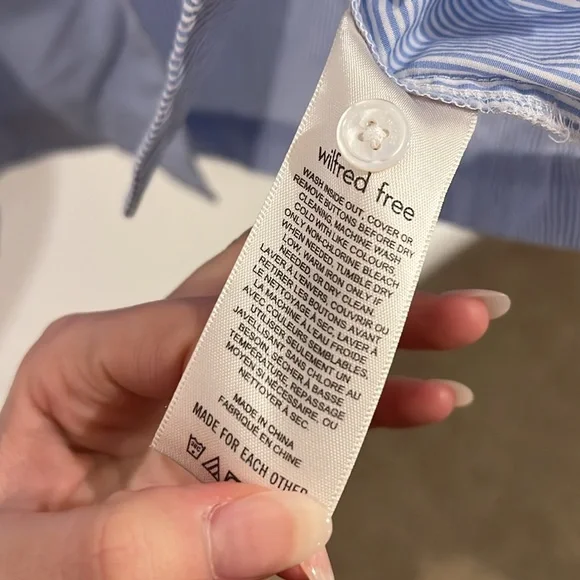 wilfred free
WASH INSIDE OUT. COVER OR
REMOVE BUTTONS BEFORE DRY
CLEANING. MACHINE WASH
COLD WITH LIKE COLOURS.
ONLY NON-CHLORINE BLEACH
WHEN NEEDED. TUMBLE DRY
LOW. WARM IRON ONLY IF
NEEDED, OR DRY CLEAN.
LAVER À L'ENVERS. COUVRIR OU
RETIRER LES BOUTONS AVANT
LE NETTOYAGE À SEC. LAVER À
LA MACHINE À L'EAU FROIDE
AVEC COULEURS SEMBLABLES.
UTILISER SEULEMENT UN
JAVELLISANT SANS CHLORE AU
BESOIN. SÉCHER À BASSE
TEMPÉRATURE. REPASSAGE
MOYEN SI NÉCESSAIRE, OU
NETTOYER À SEC.
MADE IN CHINA
FABRIQUÉ EN CHINE
MADE FOR EACH OTHER